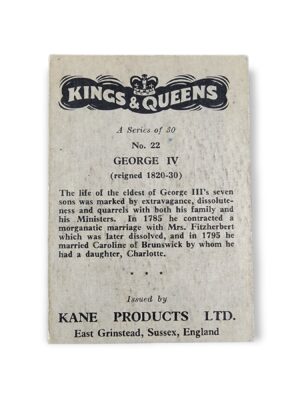 KINGS & QUEENS
A Series of 30
No. 22
GEORGE IV
(reigned 1820-30)
The life of the eldest of George III's seven
sons was marked by extravagance, dissolute-
ness and quarrels with both his family and
his Ministers. In 1785 he contracted a
morganatic marriage with Mrs. Fitzherbert
which was later dissolved, and in 1795 he
married Caroline of Brunswick by whom he
had a daughter, Charlotte.
Issued by
KANE PRODUCTS LTD.
East Grinstead, Sussex, England